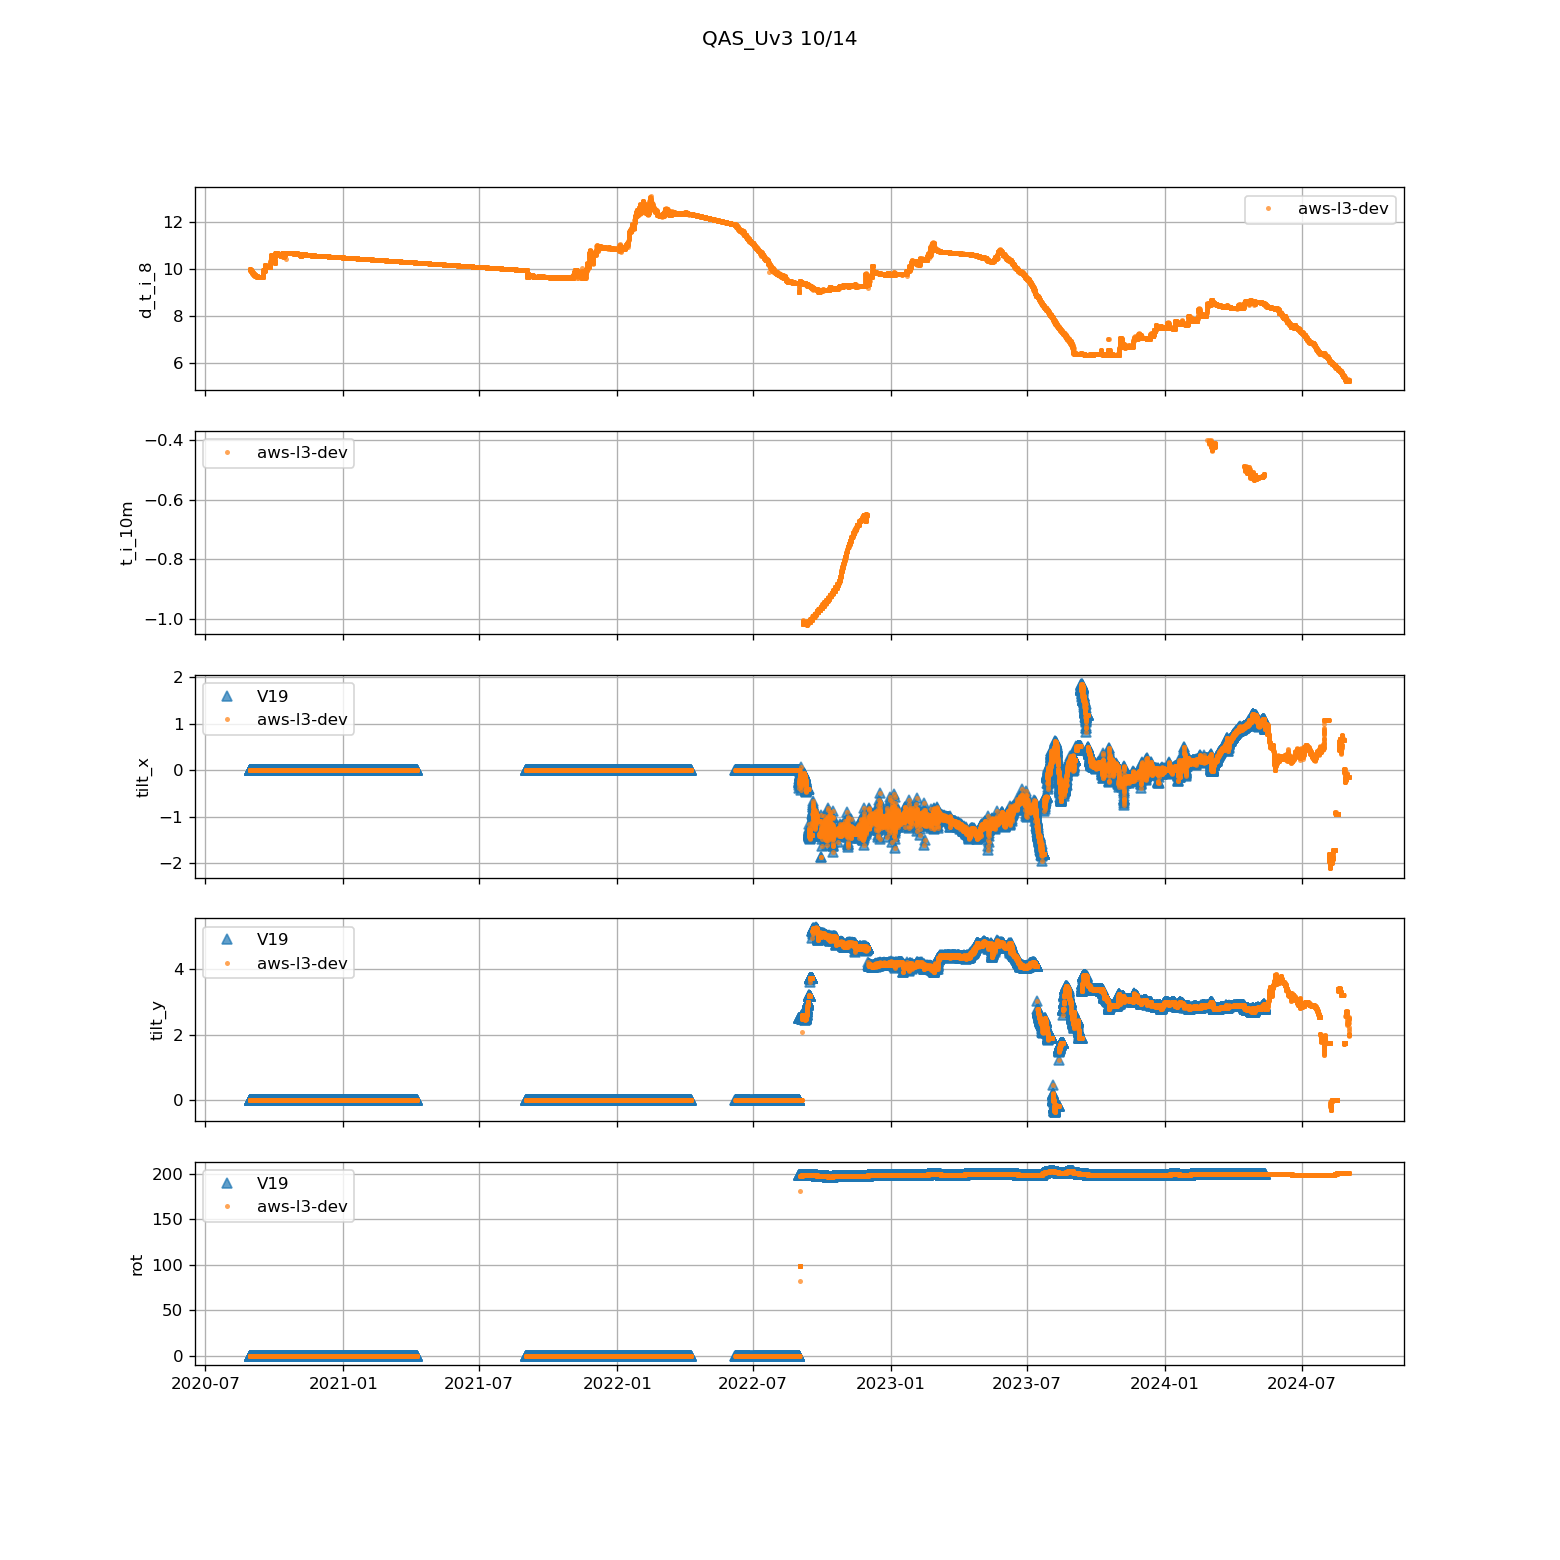 QAS_Uv3 10/14
d_t_i_8
12
10
8
6
aws-l3-dev
t_i_10m
−0.4
−0.6
−0.8
−1.0
aws-l3-dev
tilt_x
2
1
0
−1
−2
V19
aws-l3-dev
tilt_y
4
2
0
V19
aws-l3-dev
rot
200
150
100
50
0
V19
aws-l3-dev
2020-07 2021-01 2021-07 2022-01 2022-07 2023-01 2023-07 2024-01 2024-07